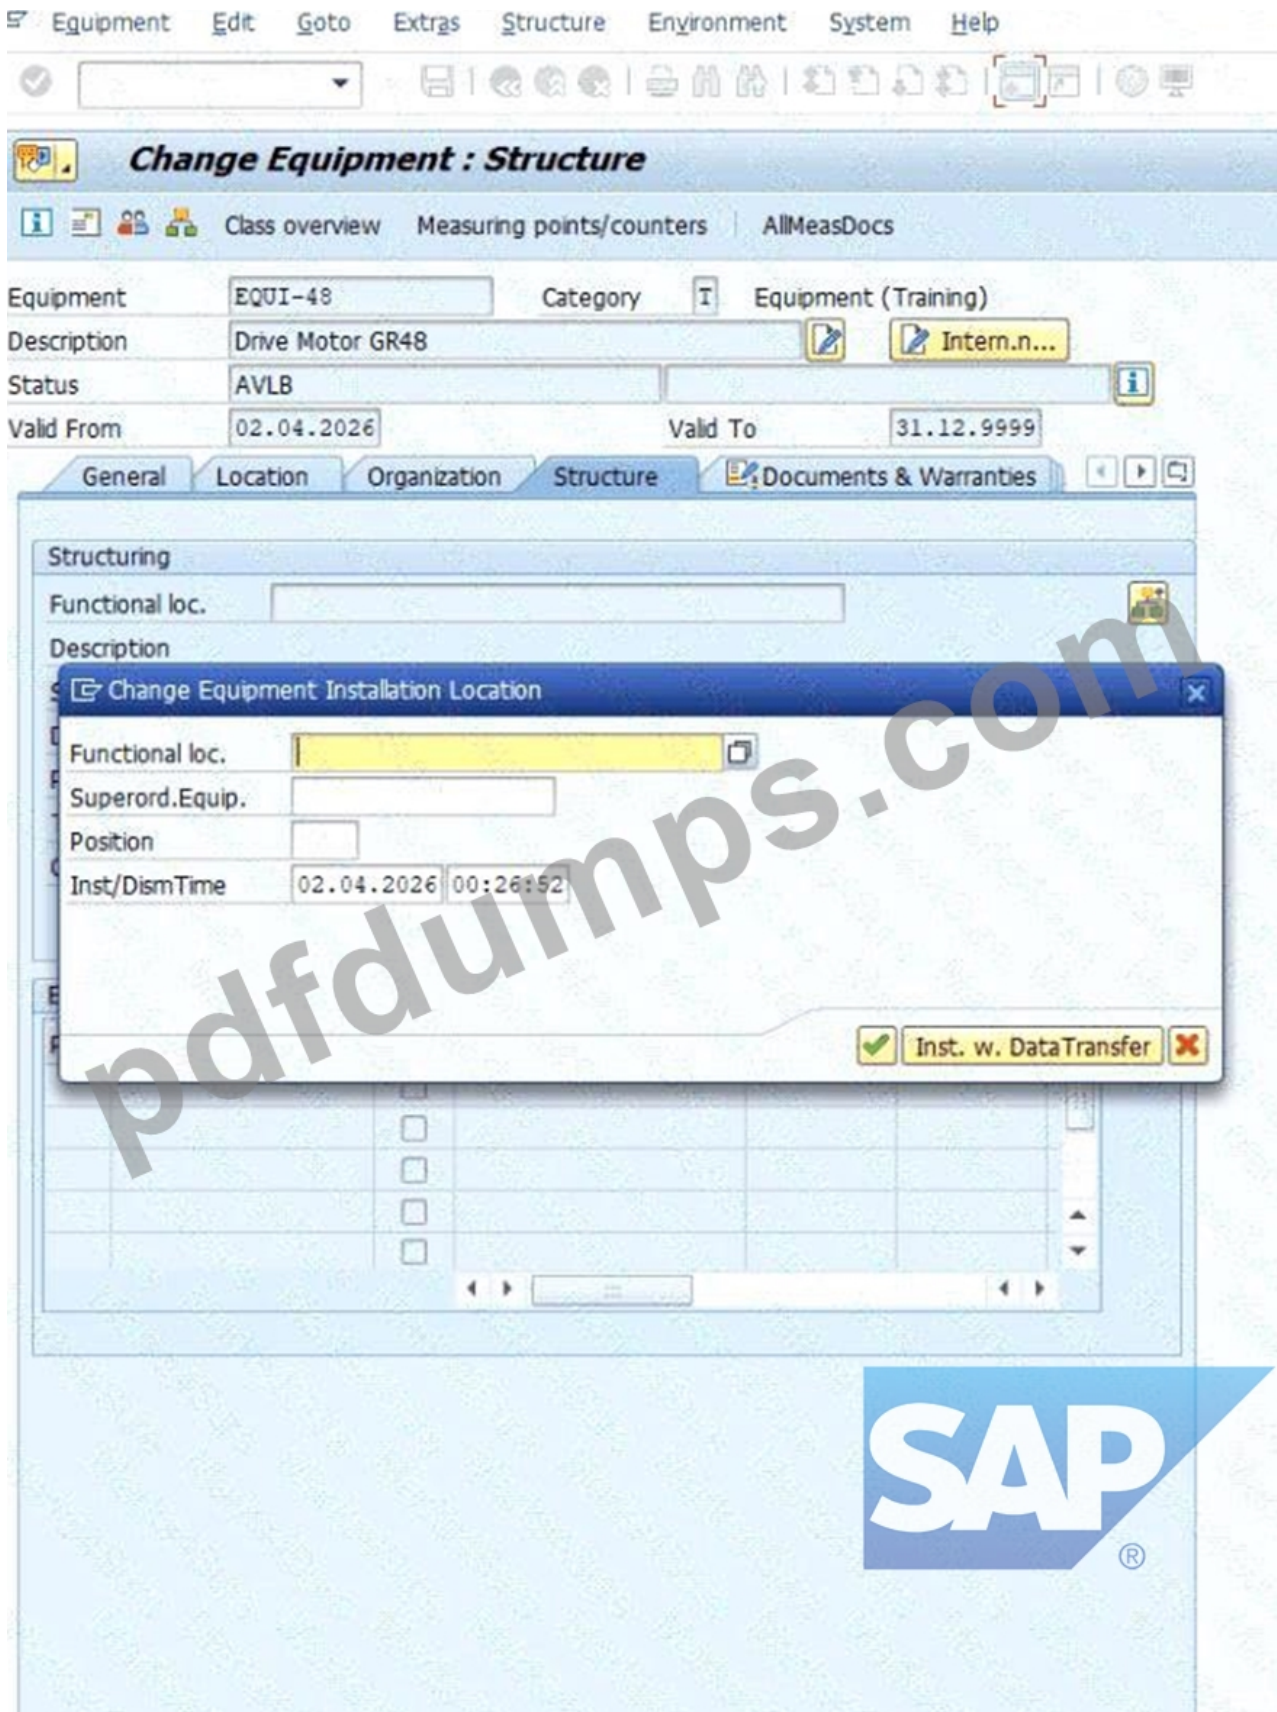 Equipment Edit Goto Extras Structure Environment System Help
Change Equipment : Structure
Class overview Measuring points/counters AllMeasDocs
Equipment EQUI-48 Category T Equipment (Training)
Description Drive Motor GR48 Intern.n...
Status AVLB
Valid From 02.04.2026 Valid To 31.12.9999
General Location Organization Structure Documents & Warranties
Structuring
Functional loc.
Description
Change Equipment Installation Location
Functional loc.
Superord.Equip.
Position
Inst/DismTime 02.04.2026 00:26:52
Inst. w. DataTransfer
pdfdumps.com
SAP
®